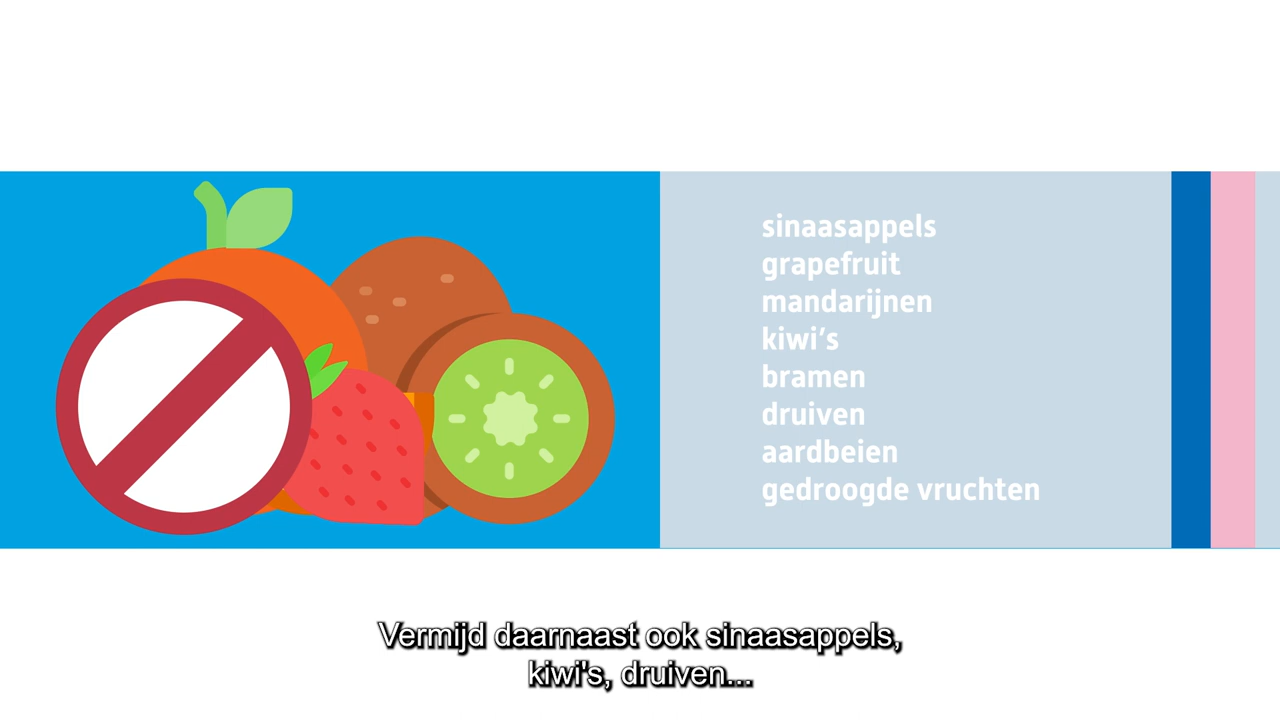 sinaasappels
grapefruit
mandarijnen
kiwi’s
bramen
druiven
aardbeien
gedroogde vruchten
Vermijd daarnaast ook sinaasappels,
kiwi's, druiven...